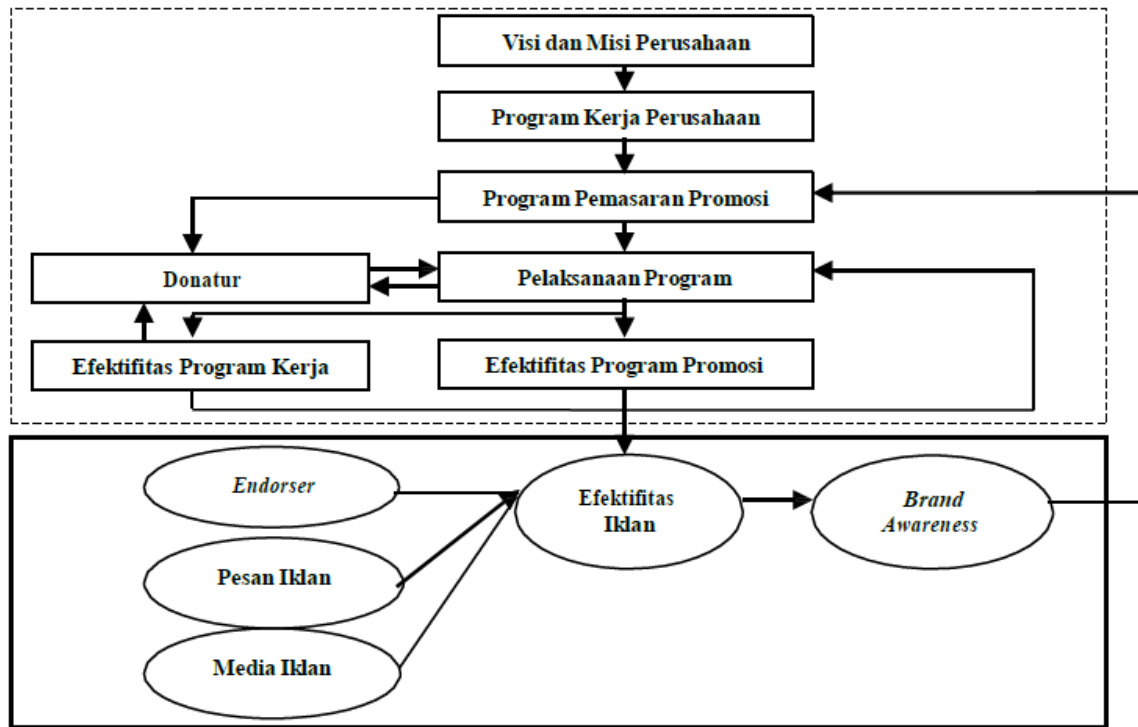 Visi dan Misi Perusahaan
Program Kerja Perusahaan
Program Pemasaran Promosi
Donatur
Pelaksanaan Program
Efektifitas Program Kerja
Efektifitas Program Promosi
Endorser
Efektifitas
Iklan
Brand
Awareness
Pesan Iklan
Media Iklan